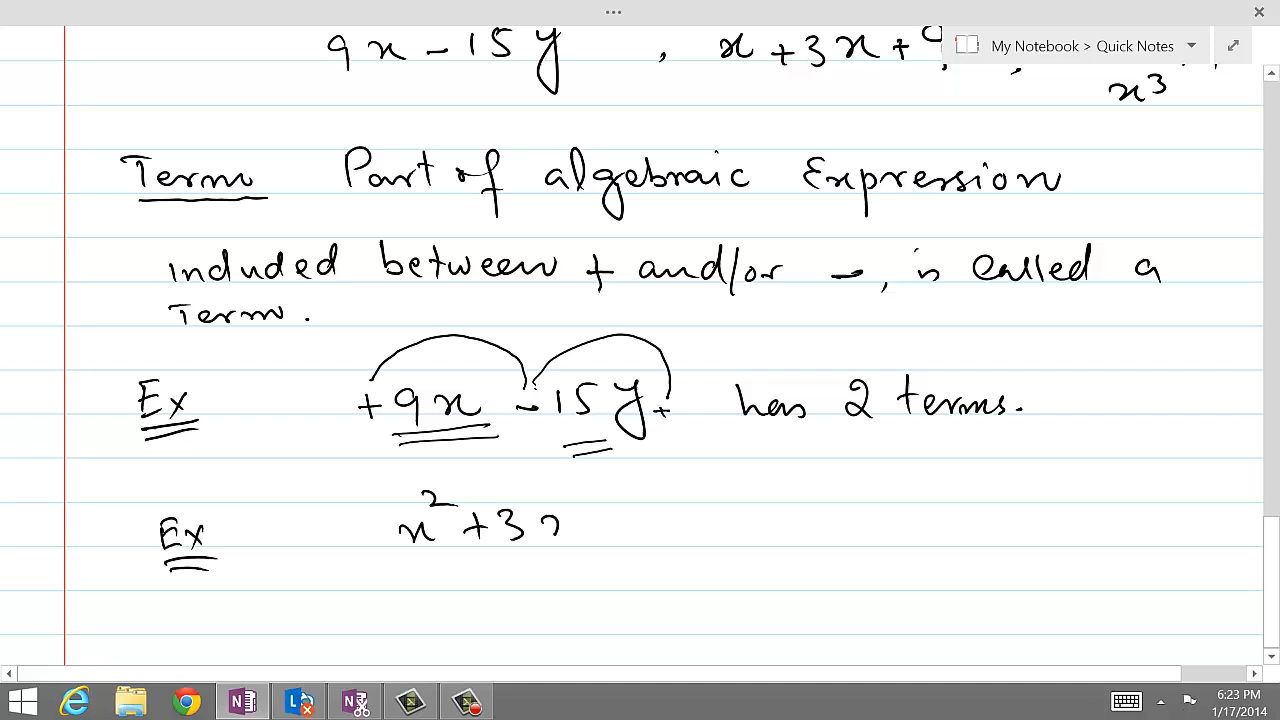 ...
My Notebook > Quick Notes
9x - 15y , x + 3x + 9 ,
x³
Term Part of algebraic Expression
included between + and/or -, is called a
Term.
Ex +9x - 15y+ has 2 terms.
Ex x² + 3
6:23 PM
1/17/2014